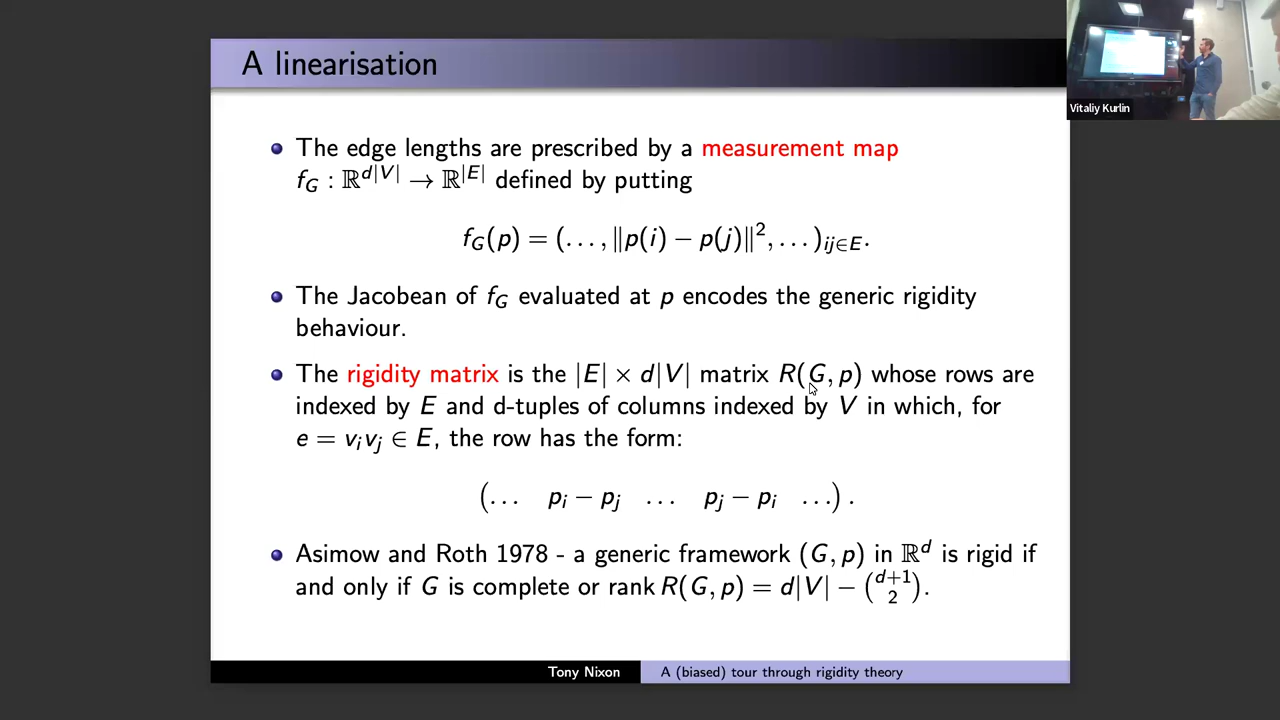 A linearisation
Vitaliy Kurlin
The edge lengths are prescribed by a measurement map
f_G : ℝ^{d|V|} → ℝ^{|E|} defined by putting
f_G(p) = (…, ‖p(i) − p(j)‖², …)_{ij∈E}.
The Jacobean of f_G evaluated at p encodes the generic rigidity
behaviour.
The rigidity matrix is the |E| × d|V| matrix R(G, p) whose rows are
indexed by E and d-tuples of columns indexed by V in which, for
e = v_i v_j ∈ E, the row has the form:
(… p_i − p_j … p_j − p_i …).
Asimow and Roth 1978 - a generic framework (G, p) in ℝ^d is rigid if
and only if G is complete or rank R(G, p) = d|V| − \binom{d+1}{2}.
Tony Nixon
A (biased) tour through rigidity theory